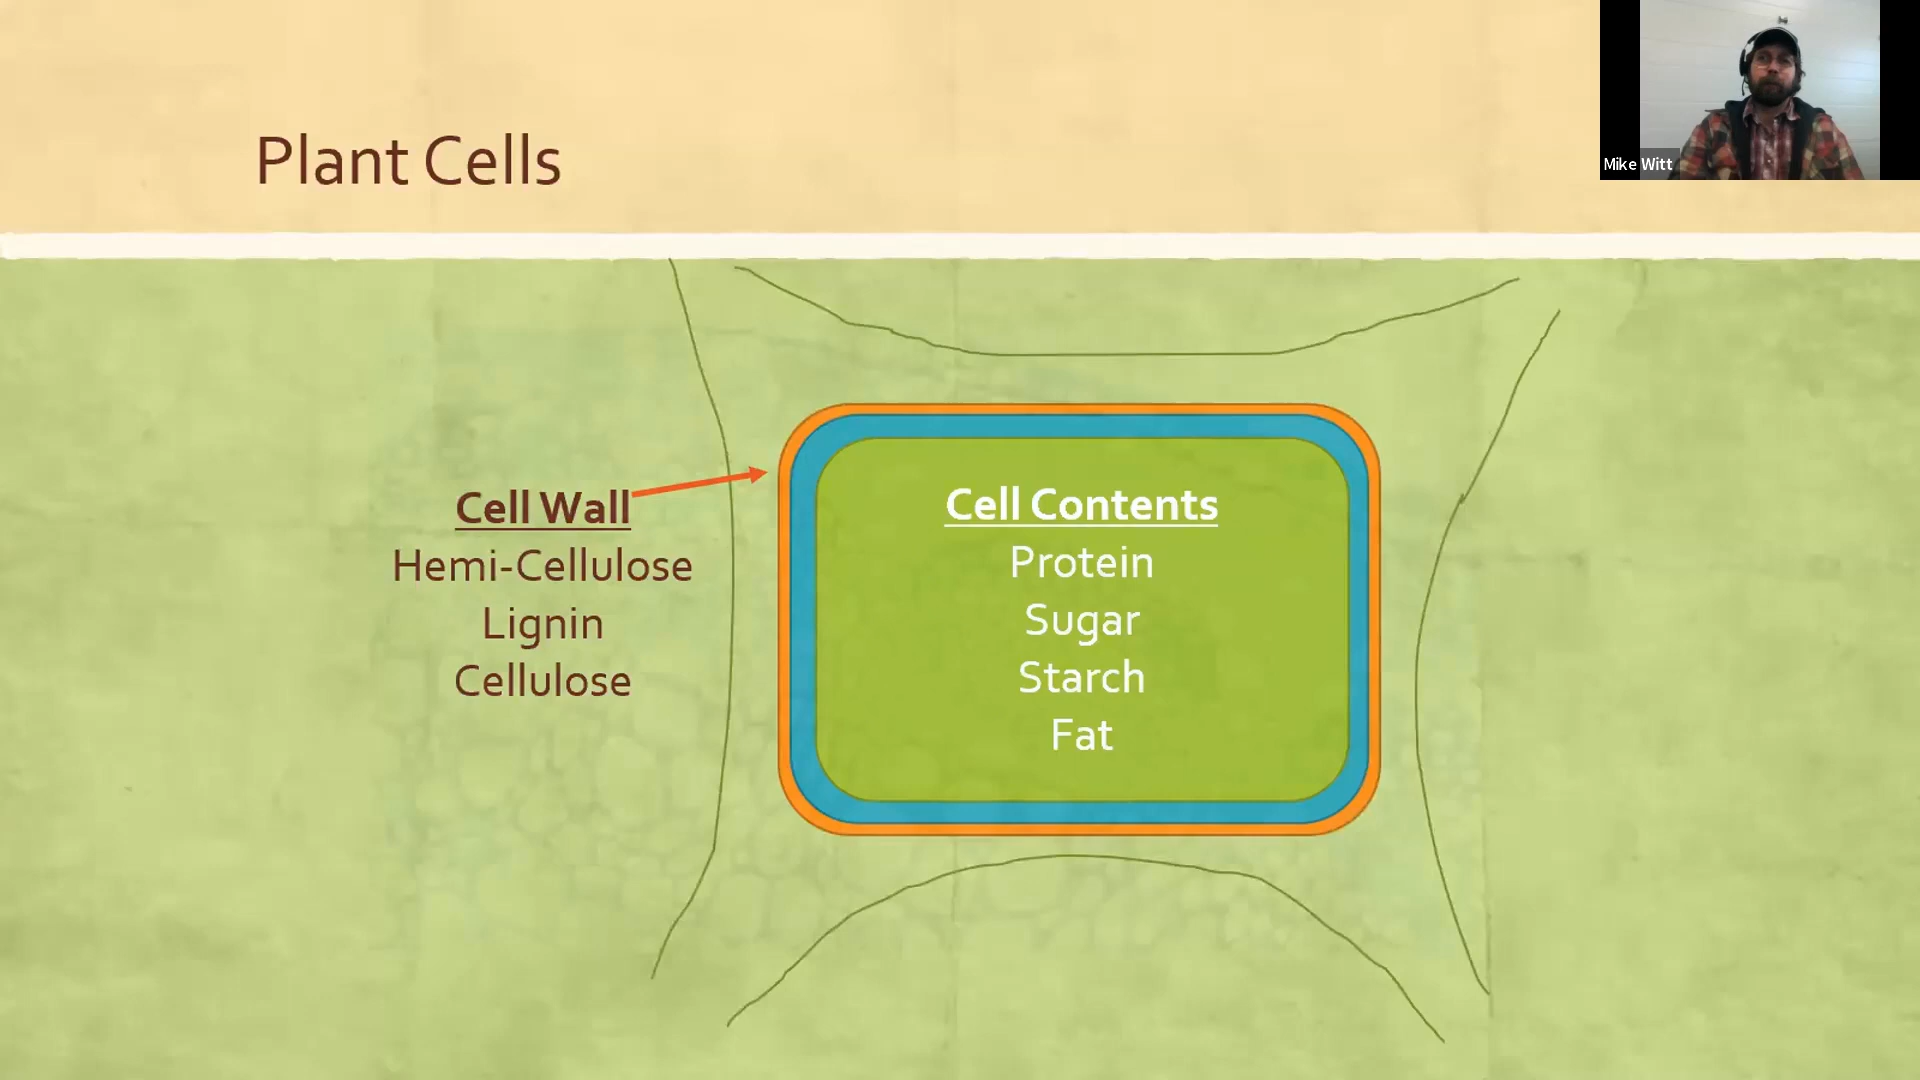 Plant Cells
Mike Witt
Cell Wall
Hemi-Cellulose
Lignin
Cellulose
Cell Contents
Protein
Sugar
Starch
Fat